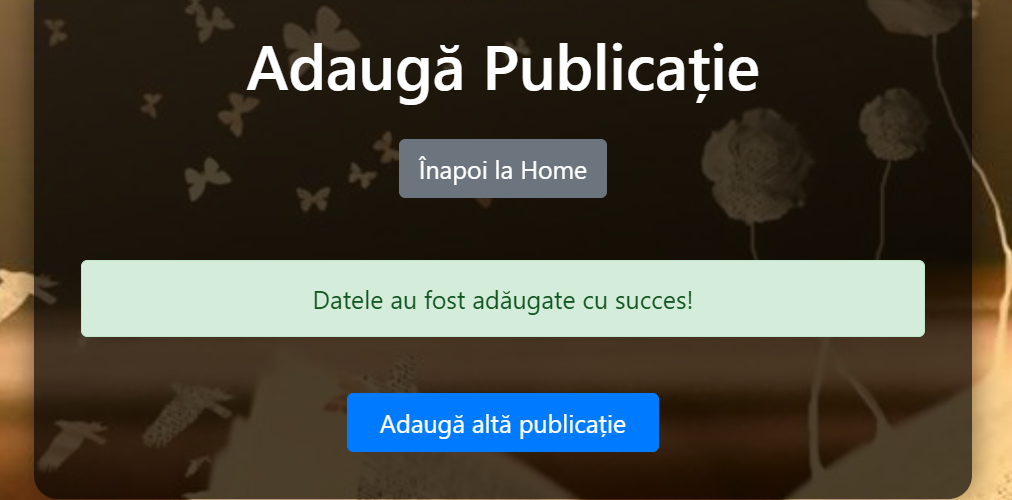 Adaugă Publicație
Înapoi la Home
Datele au fost adăugate cu succes!
Adaugă altă publicație